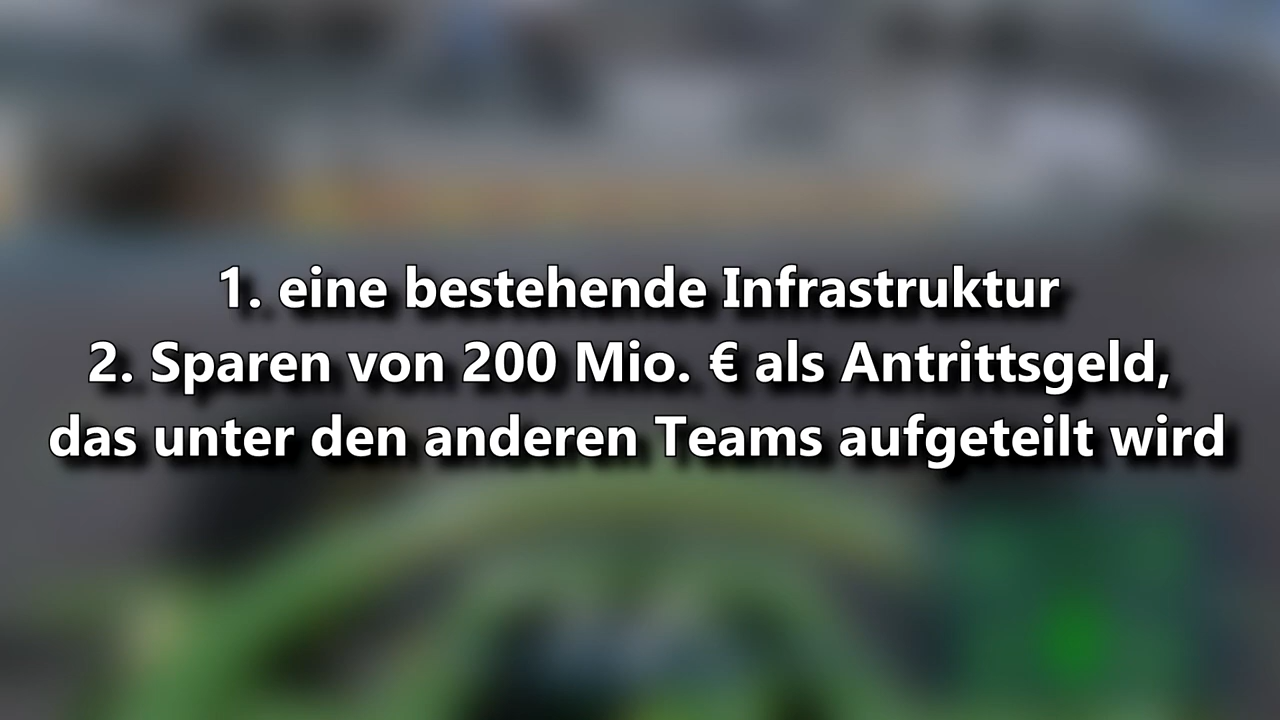 1. eine bestehende Infrastruktur
2. Sparen von 200 Mio. € als Antrittsgeld,
das unter den anderen Teams aufgeteilt wird